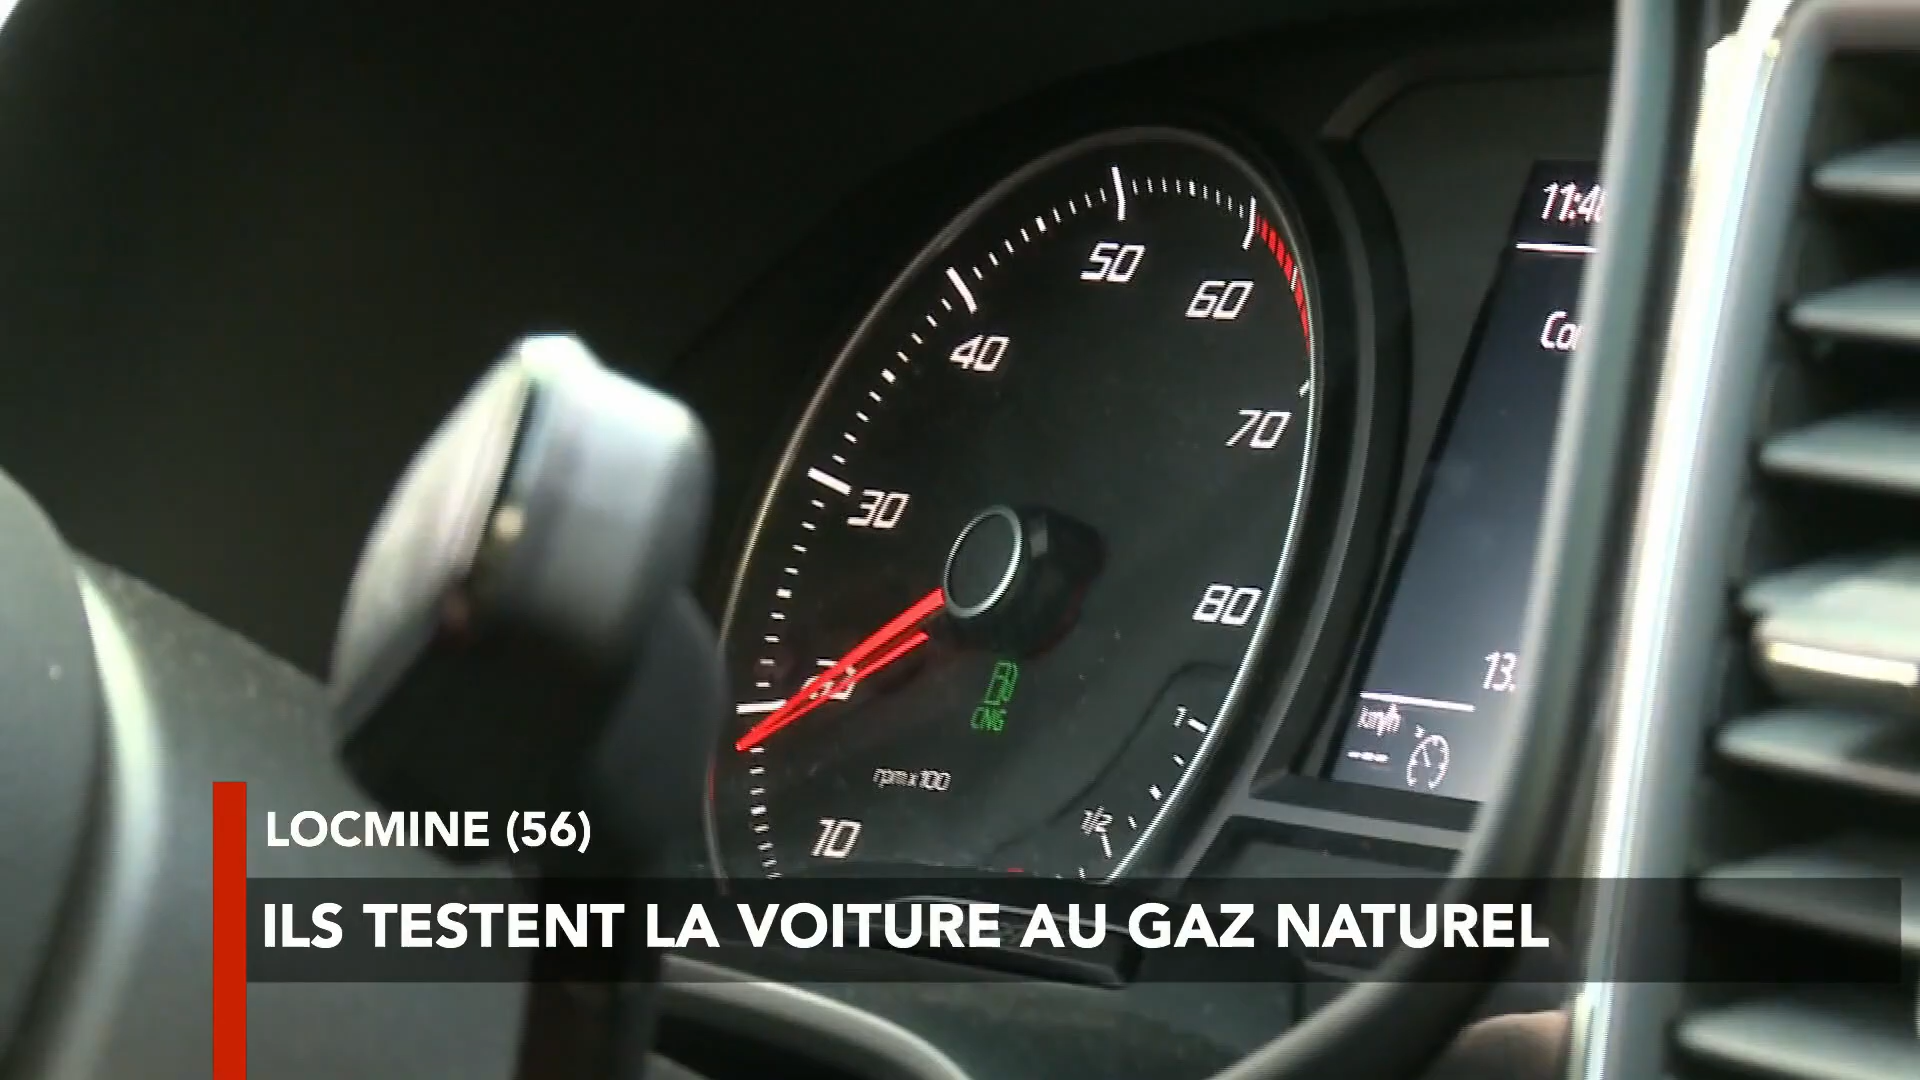 11:4
50
60
40
Co
70
30
80
13.
CNG
1
km/h
---
rpm x 100
1/2
10
LOCMINE (56)
ILS TESTENT LA VOITURE AU GAZ NATUREL